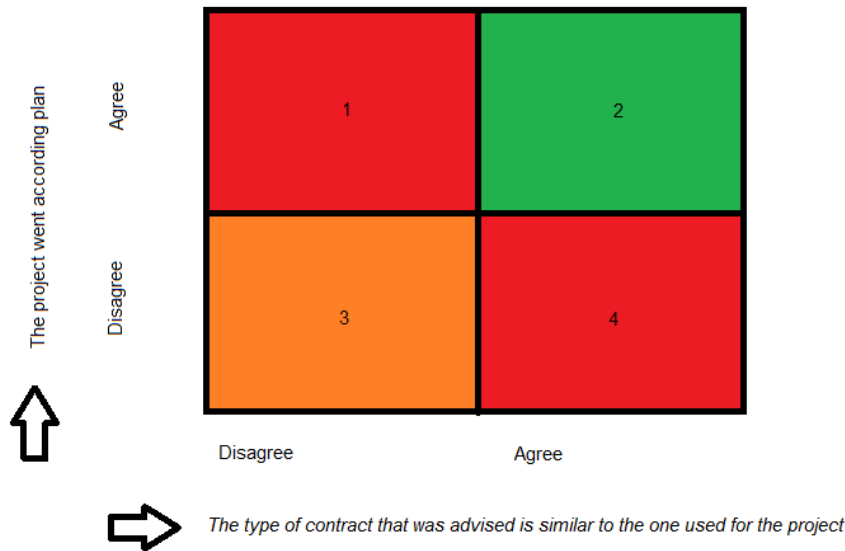 The project went according plan
Agree
Disagree
1
2
3
4
Disagree
Agree
The type of contract that was advised is similar to the one used for the project